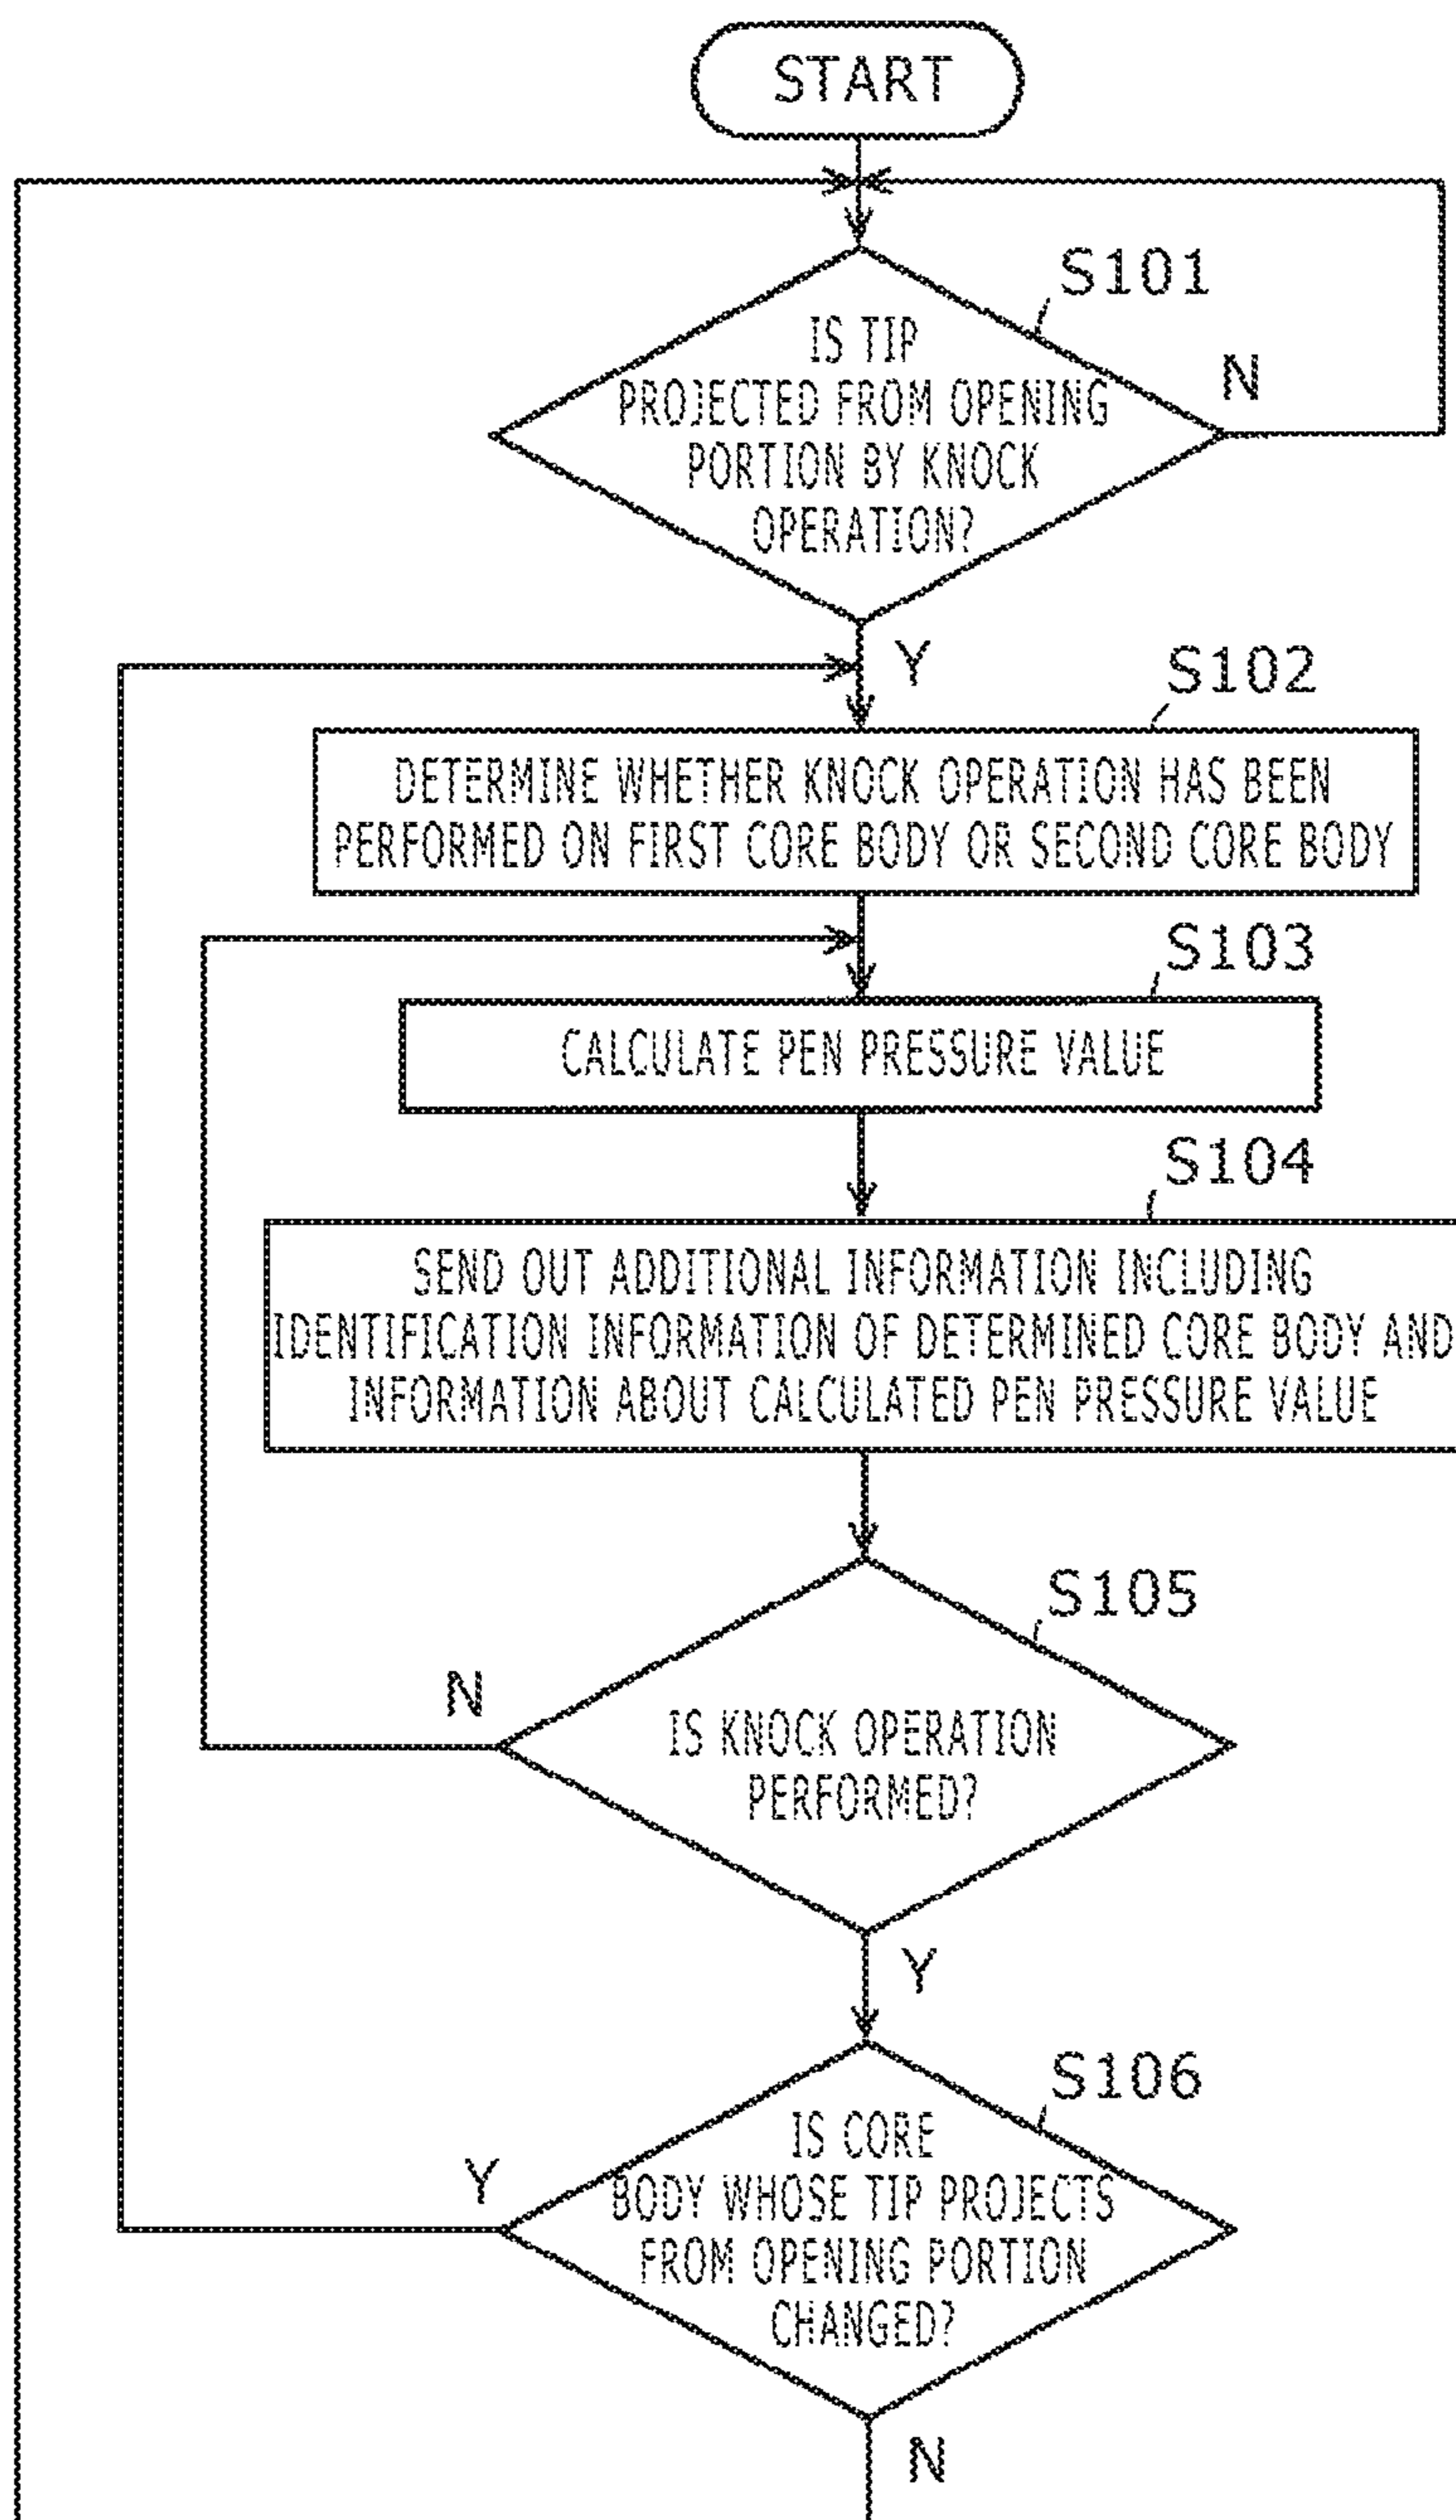 START
S101
IS TIP
PROJECTED FROM OPENING
PORTION BY KNOCK
OPERATION?
N
Y
S102
DETERMINE WHETHER KNOCK OPERATION HAS BEEN
PERFORMED ON FIRST CORE BODY OR SECOND CORE BODY
S103
CALCULATE PEN PRESSURE VALUE
S104
SEND OUT ADDITIONAL INFORMATION INCLUDING
IDENTIFICATION INFORMATION OF DETERMINED CORE BODY AND
INFORMATION ABOUT CALCULATED PEN PRESSURE VALUE
S105
N
IS KNOCK OPERATION
PERFORMED?
Y
S106
IS CORE
Y
BODY WHOSE TIP PROJECTS
FROM OPENING PORTION
CHANGED?
N